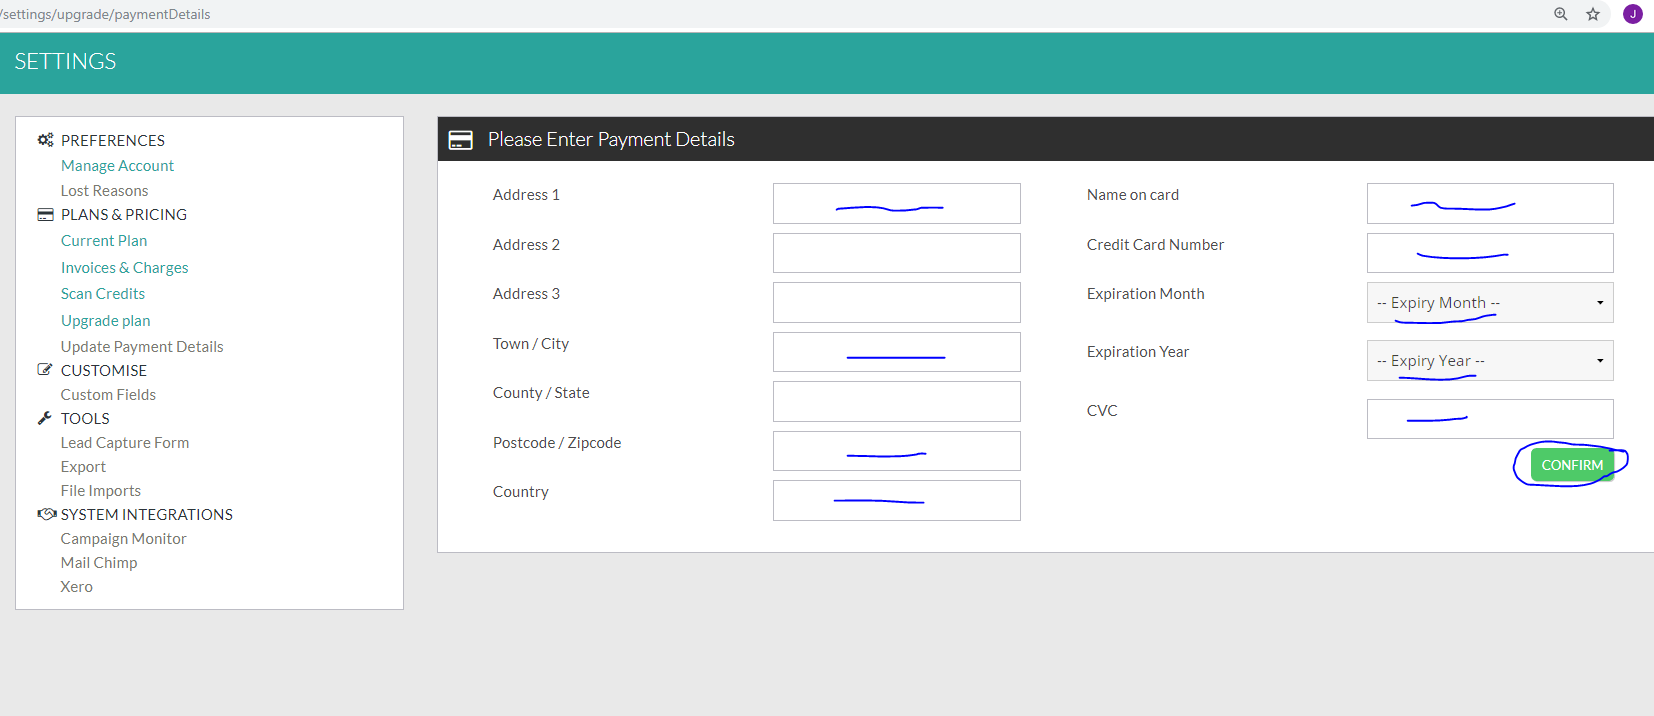 /settings/upgrade/paymentDetails
J
SETTINGS
PREFERENCES
Manage Account
Lost Reasons
PLANS & PRICING
Current Plan
Invoices & Charges
Scan Credits
Upgrade plan
Update Payment Details
CUSTOMISE
Custom Fields
TOOLS
Lead Capture Form
Export
File Imports
SYSTEM INTEGRATIONS
Campaign Monitor
Mail Chimp
Xero
Please Enter Payment Details
Address 1
Address 2
Address 3
Town / City
County / State
Postcode / Zipcode
Country
Name on card
Credit Card Number
Expiration Month
-- Expiry Month --
Expiration Year
-- Expiry Year --
CVC
CONFIRM